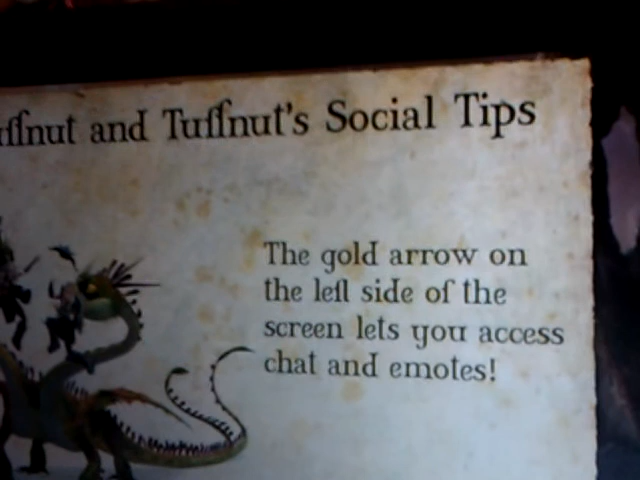 uffnut and Tuffnut's Social Tips
The gold arrow on
the left side of the
screen lets you access
chat and emotes!